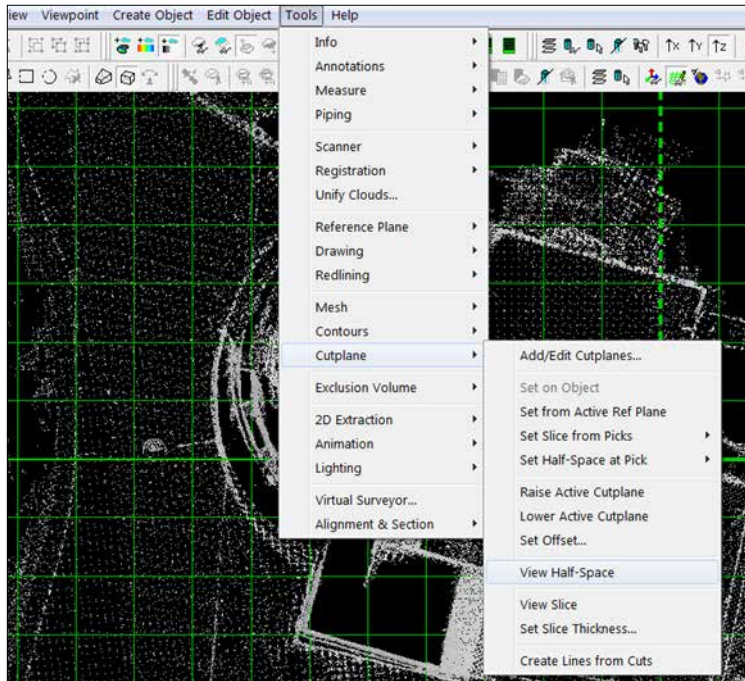 iew Viewpoint Create Object Edit Object Tools Help
Info
Annotations
Measure
Piping
Scanner
Registration
Unify Clouds...
Reference Plane
Drawing
Redlining
Mesh
Contours
Cutplane
Exclusion Volume
2D Extraction
Animation
Lighting
Virtual Surveyor...
Alignment & Section
Add/Edit Cutplanes...
Set on Object
Set from Active Ref Plane
Set Slice from Picks
Set Half-Space at Pick
Raise Active Cutplane
Lower Active Cutplane
Set Offset...
View Half-Space
View Slice
Set Slice Thickness...
Create Lines from Cuts